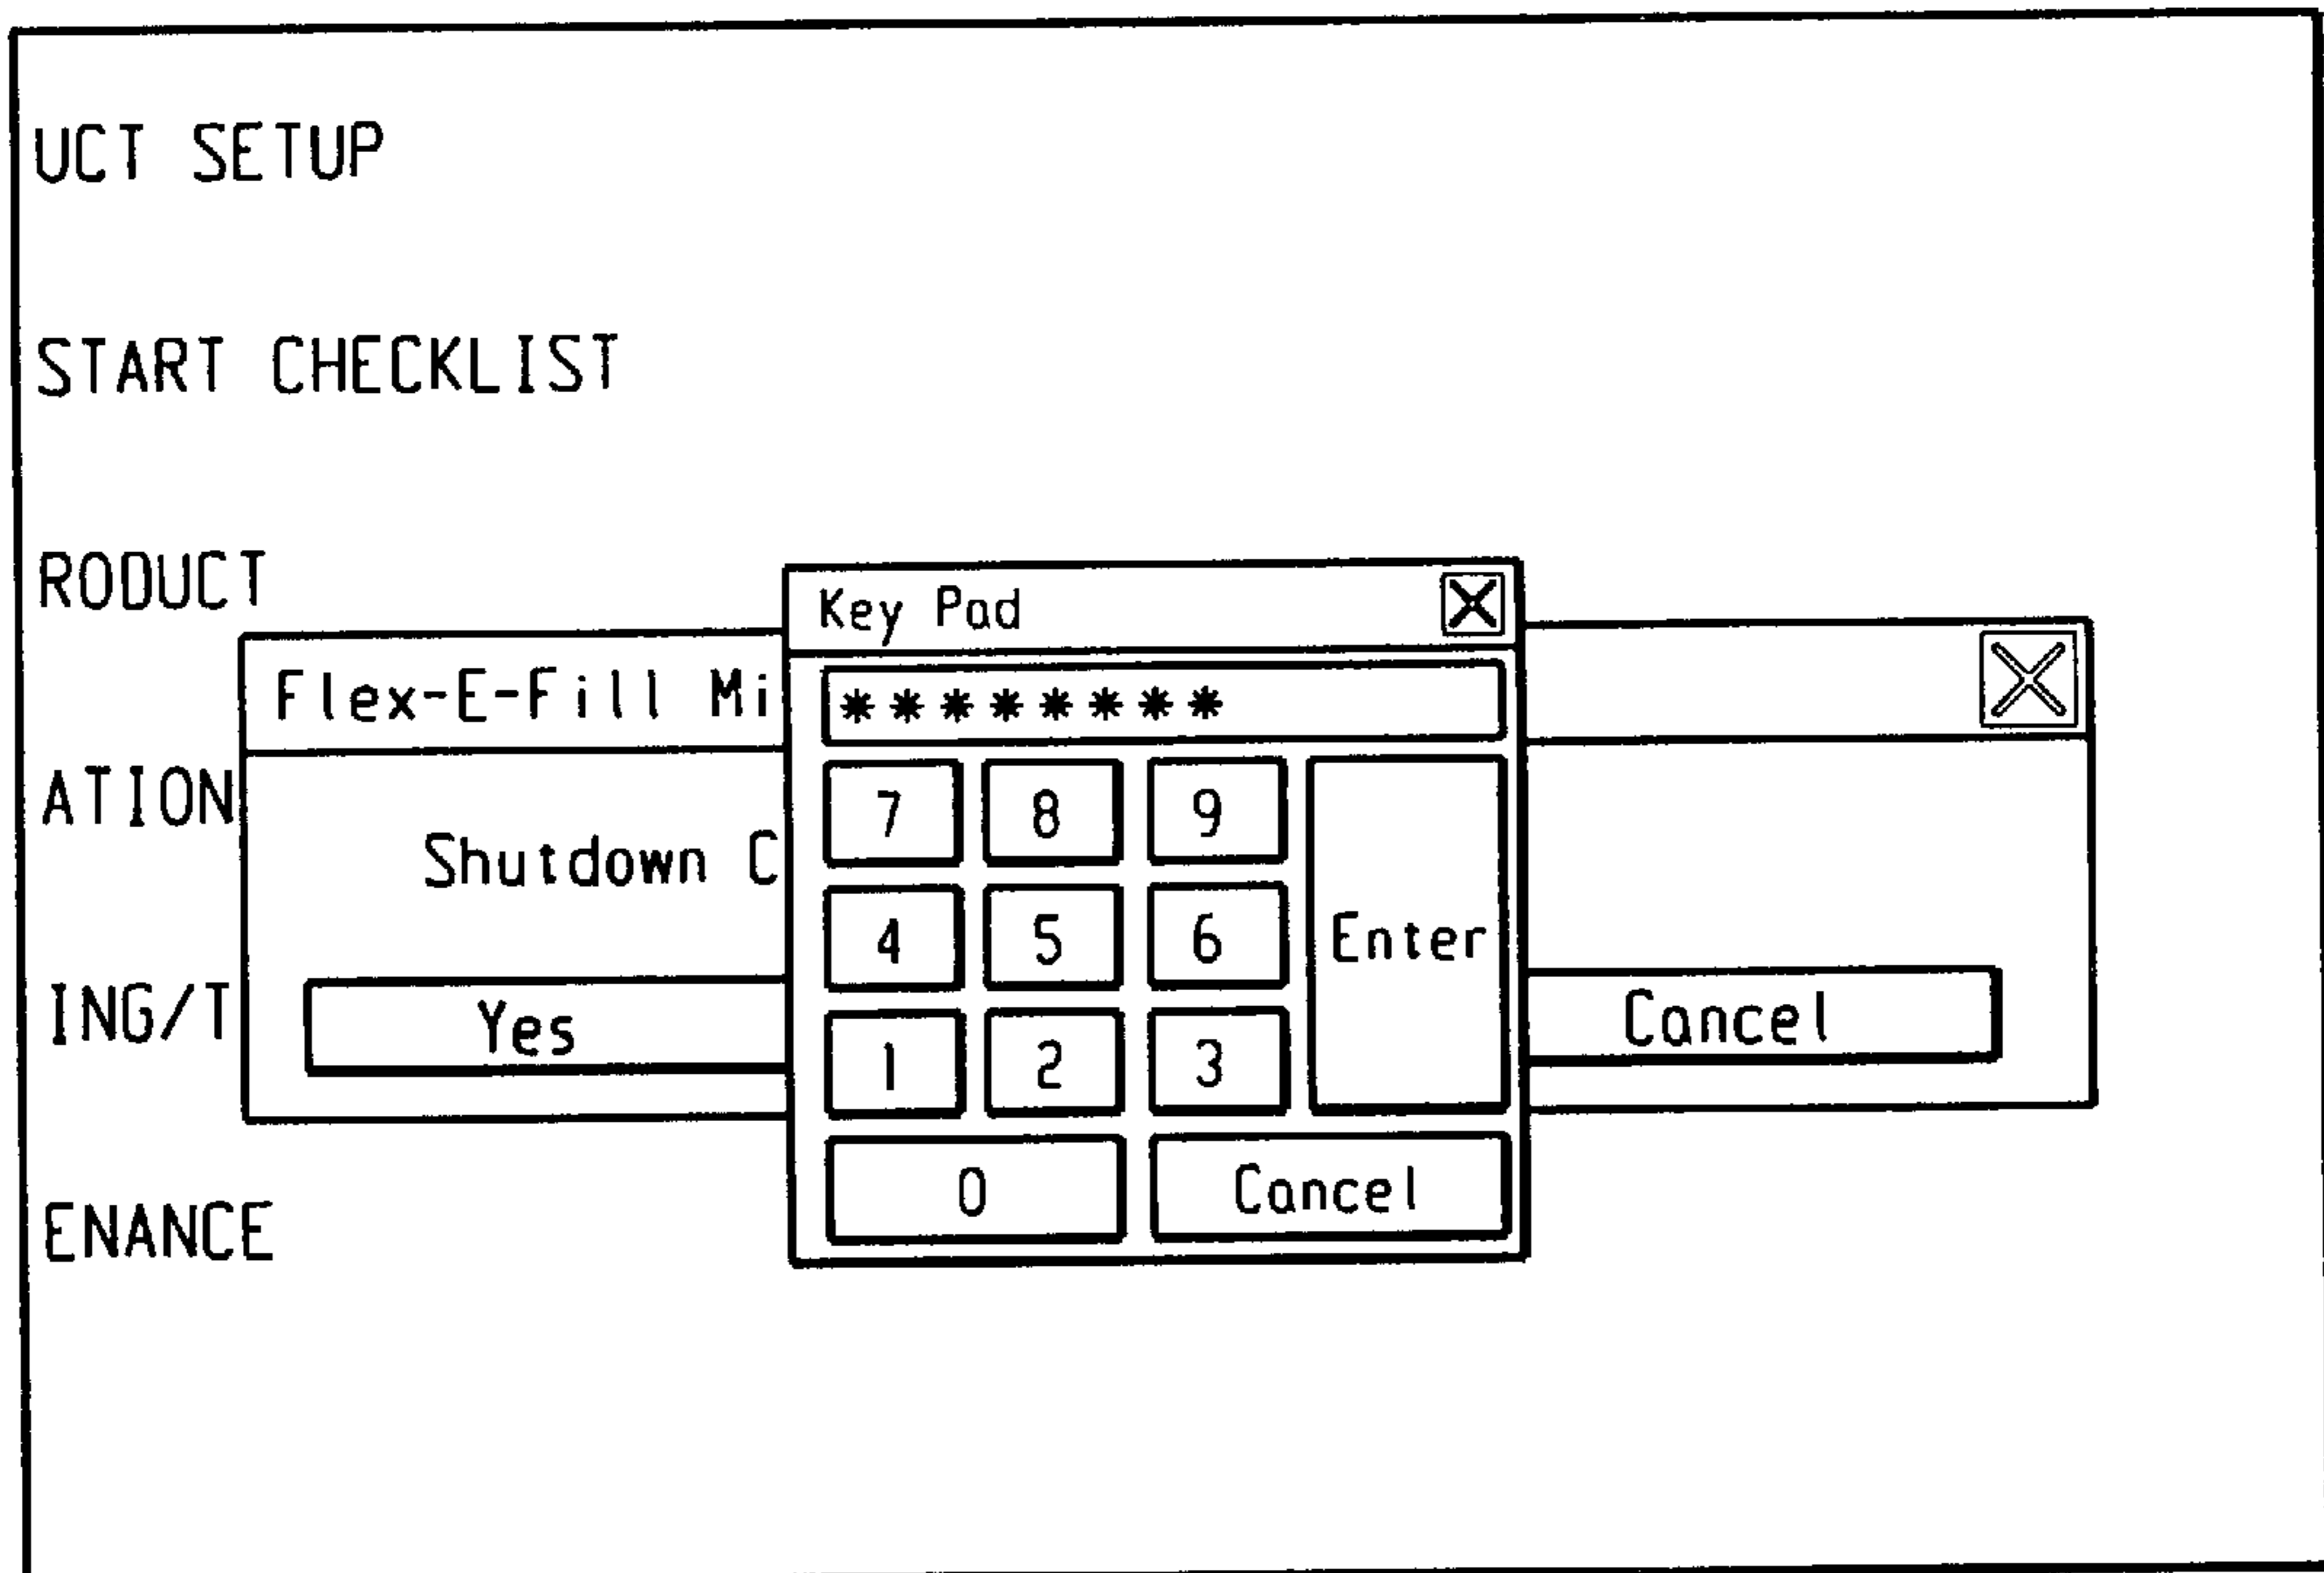 UCT SETUP
START CHECKLIST
RODUCT
Key Pad
Flex-E-Fill Mi
********
ATION
7 8 9
Shutdown C
4 5 6 Enter
ING/T
Yes
1 2 3
Cancel
0 Cancel
ENANCE